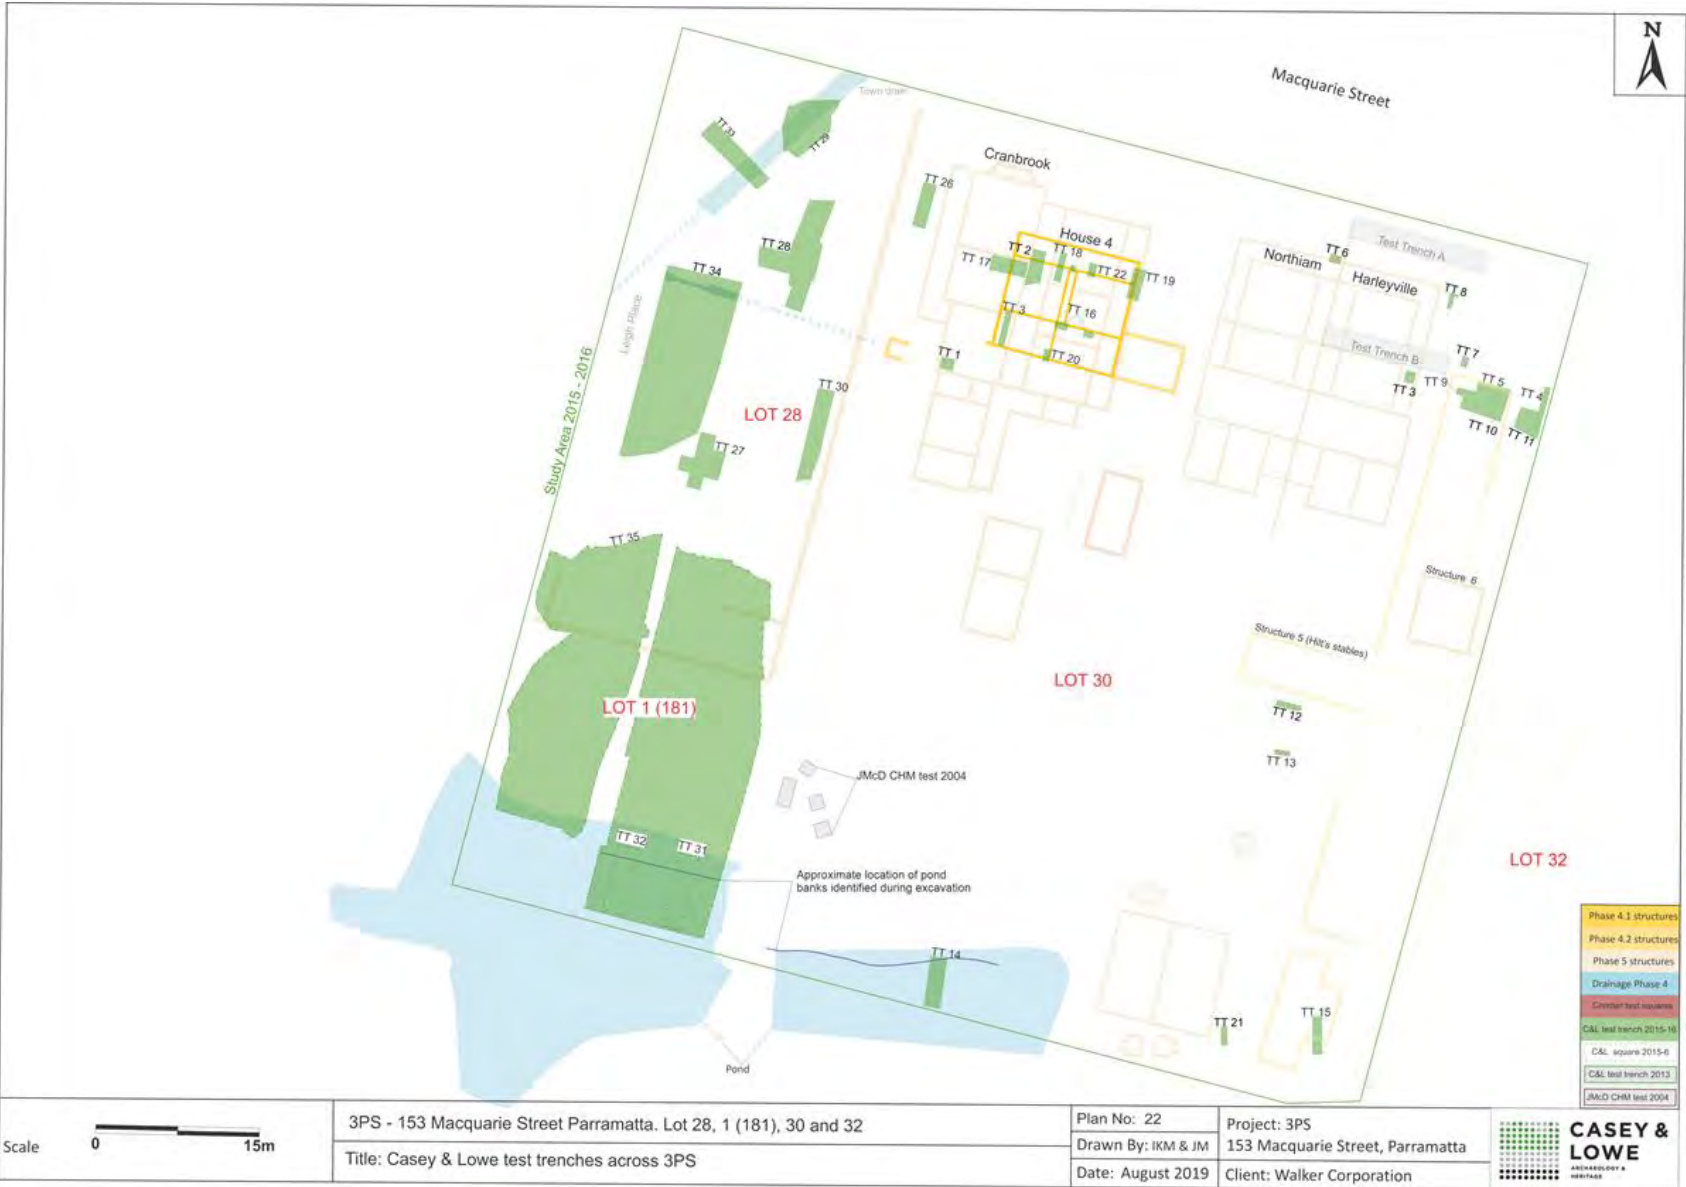 N
Macquarie Street
Town drain
TT 33
TT 29
Cranbrook
TT 26
TT 28
House 4
TT 2
TT 18
TT 17
TT 22
TT 19
TT 34
TT 3
TT 16
TT 1
TT 20
Leigh Place
Study Area 2015 - 2016
TT 6
Test Trench A
Northiam
Harleyville
TT 8
Test Trench B
TT 7
TT 9
TT 3
TT 5
TT 4
TT 10
TT 11
TT 30
LOT 28
TT 27
TT 35
Structure 6
Structure 5 (Hilt's stables)
LOT 30
LOT 1 (181)
TT 12
TT 13
JMcD CHM test 2004
TT 32
TT 31
LOT 32
Approximate location of pond
banks identified during excavation
TT 14
TT 21
TT 15
Pond
Phase 4.1 structures
Phase 4.2 structures
Phase 5 structures
Drainage Phase 4
C&L test trench 2015-16
C&L square 2015-6
C&L test trench 2013
JMcD CHM test 2004
Scale
0 15m
3PS - 153 Macquarie Street Parramatta. Lot 28, 1 (181), 30 and 32
Title: Casey & Lowe test trenches across 3PS
Plan No: 22
Drawn By: IKM & JM
Date: August 2019
Project: 3PS
153 Macquarie Street, Parramatta
Client: Walker Corporation
CASEY &
LOWE
ARCHAEOLOGY &
HERITAGE